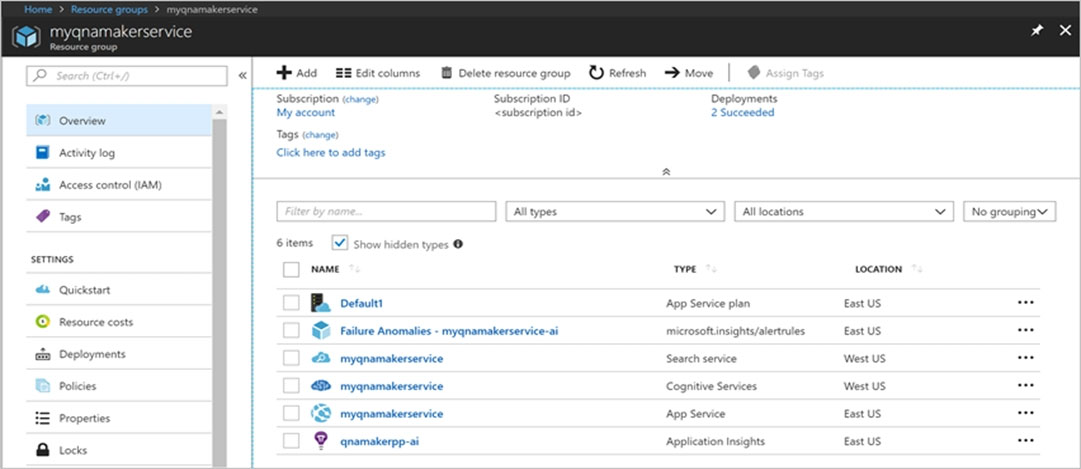 Home > Resource groups > myqnamakerservice
myqnamakerservice
Resource group
Search (Ctrl+/)
Overview
Activity log
Access control (IAM)
Tags
SETTINGS
Quickstart
Resource costs
Deployments
Policies
Properties
Locks
Add Edit columns Delete resource group Refresh Move Assign Tags
Subscription (change) Subscription ID Deployments
My account <subscription id> 2 Succeeded
Tags (change)
Click here to add tags
Filter by name... All types All locations No grouping
6 items Show hidden types
NAME TYPE LOCATION
Default1 App Service plan East US
Failure Anomalies - myqnamakerservice-ai microsoft.insights/alertrules East US
myqnamakerservice Search service West US
myqnamakerservice Cognitive Services West US
myqnamakerservice App Service East US
qnamakerpp-ai Application Insights East US